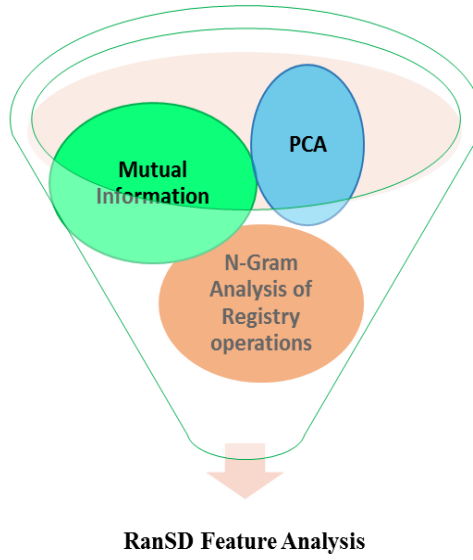 PCA
Mutual
Information
N-Gram
Analysis of
Registry
operations
RanSD Feature Analysis